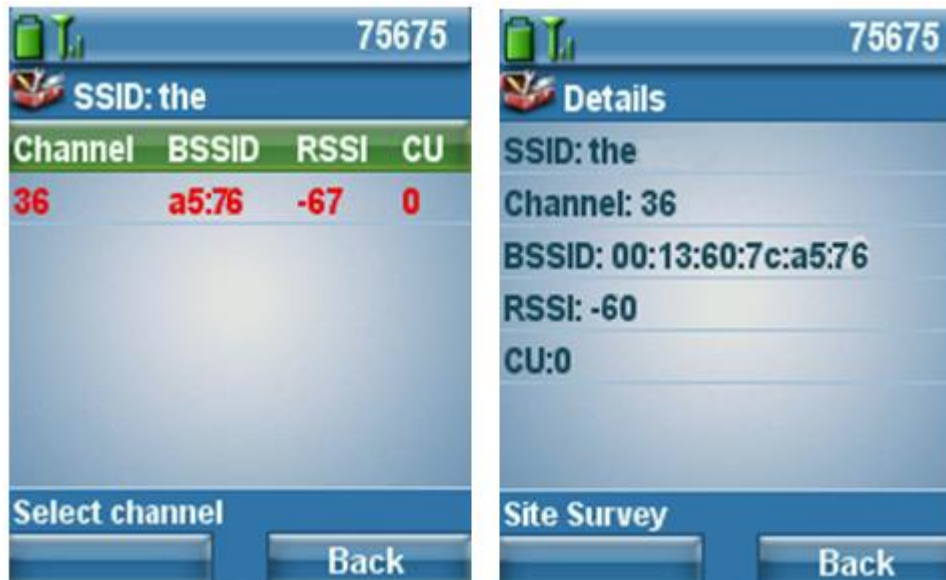 75675
SSID: the
Channel BSSID RSSI CU
36 a5:76 -67 0
Select channel
Back
75675
Details
SSID: the
Channel: 36
BSSID: 00:13:60:7c:a5:76
RSSI: -60
CU:0
Site Survey
Back